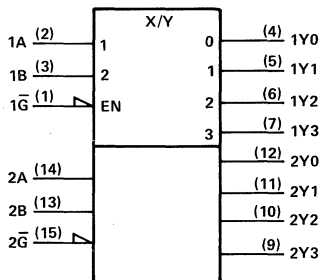 X/Y
1A (2) 1 0 (4) 1Y0
1B (3) 2 1 (5) 1Y1
1G̅ (1) EN 2 (6) 1Y2
3 (7) 1Y3
2A (14) (12) 2Y0
2B (13) (11) 2Y1
2G̅ (15) (10) 2Y2
(9) 2Y3